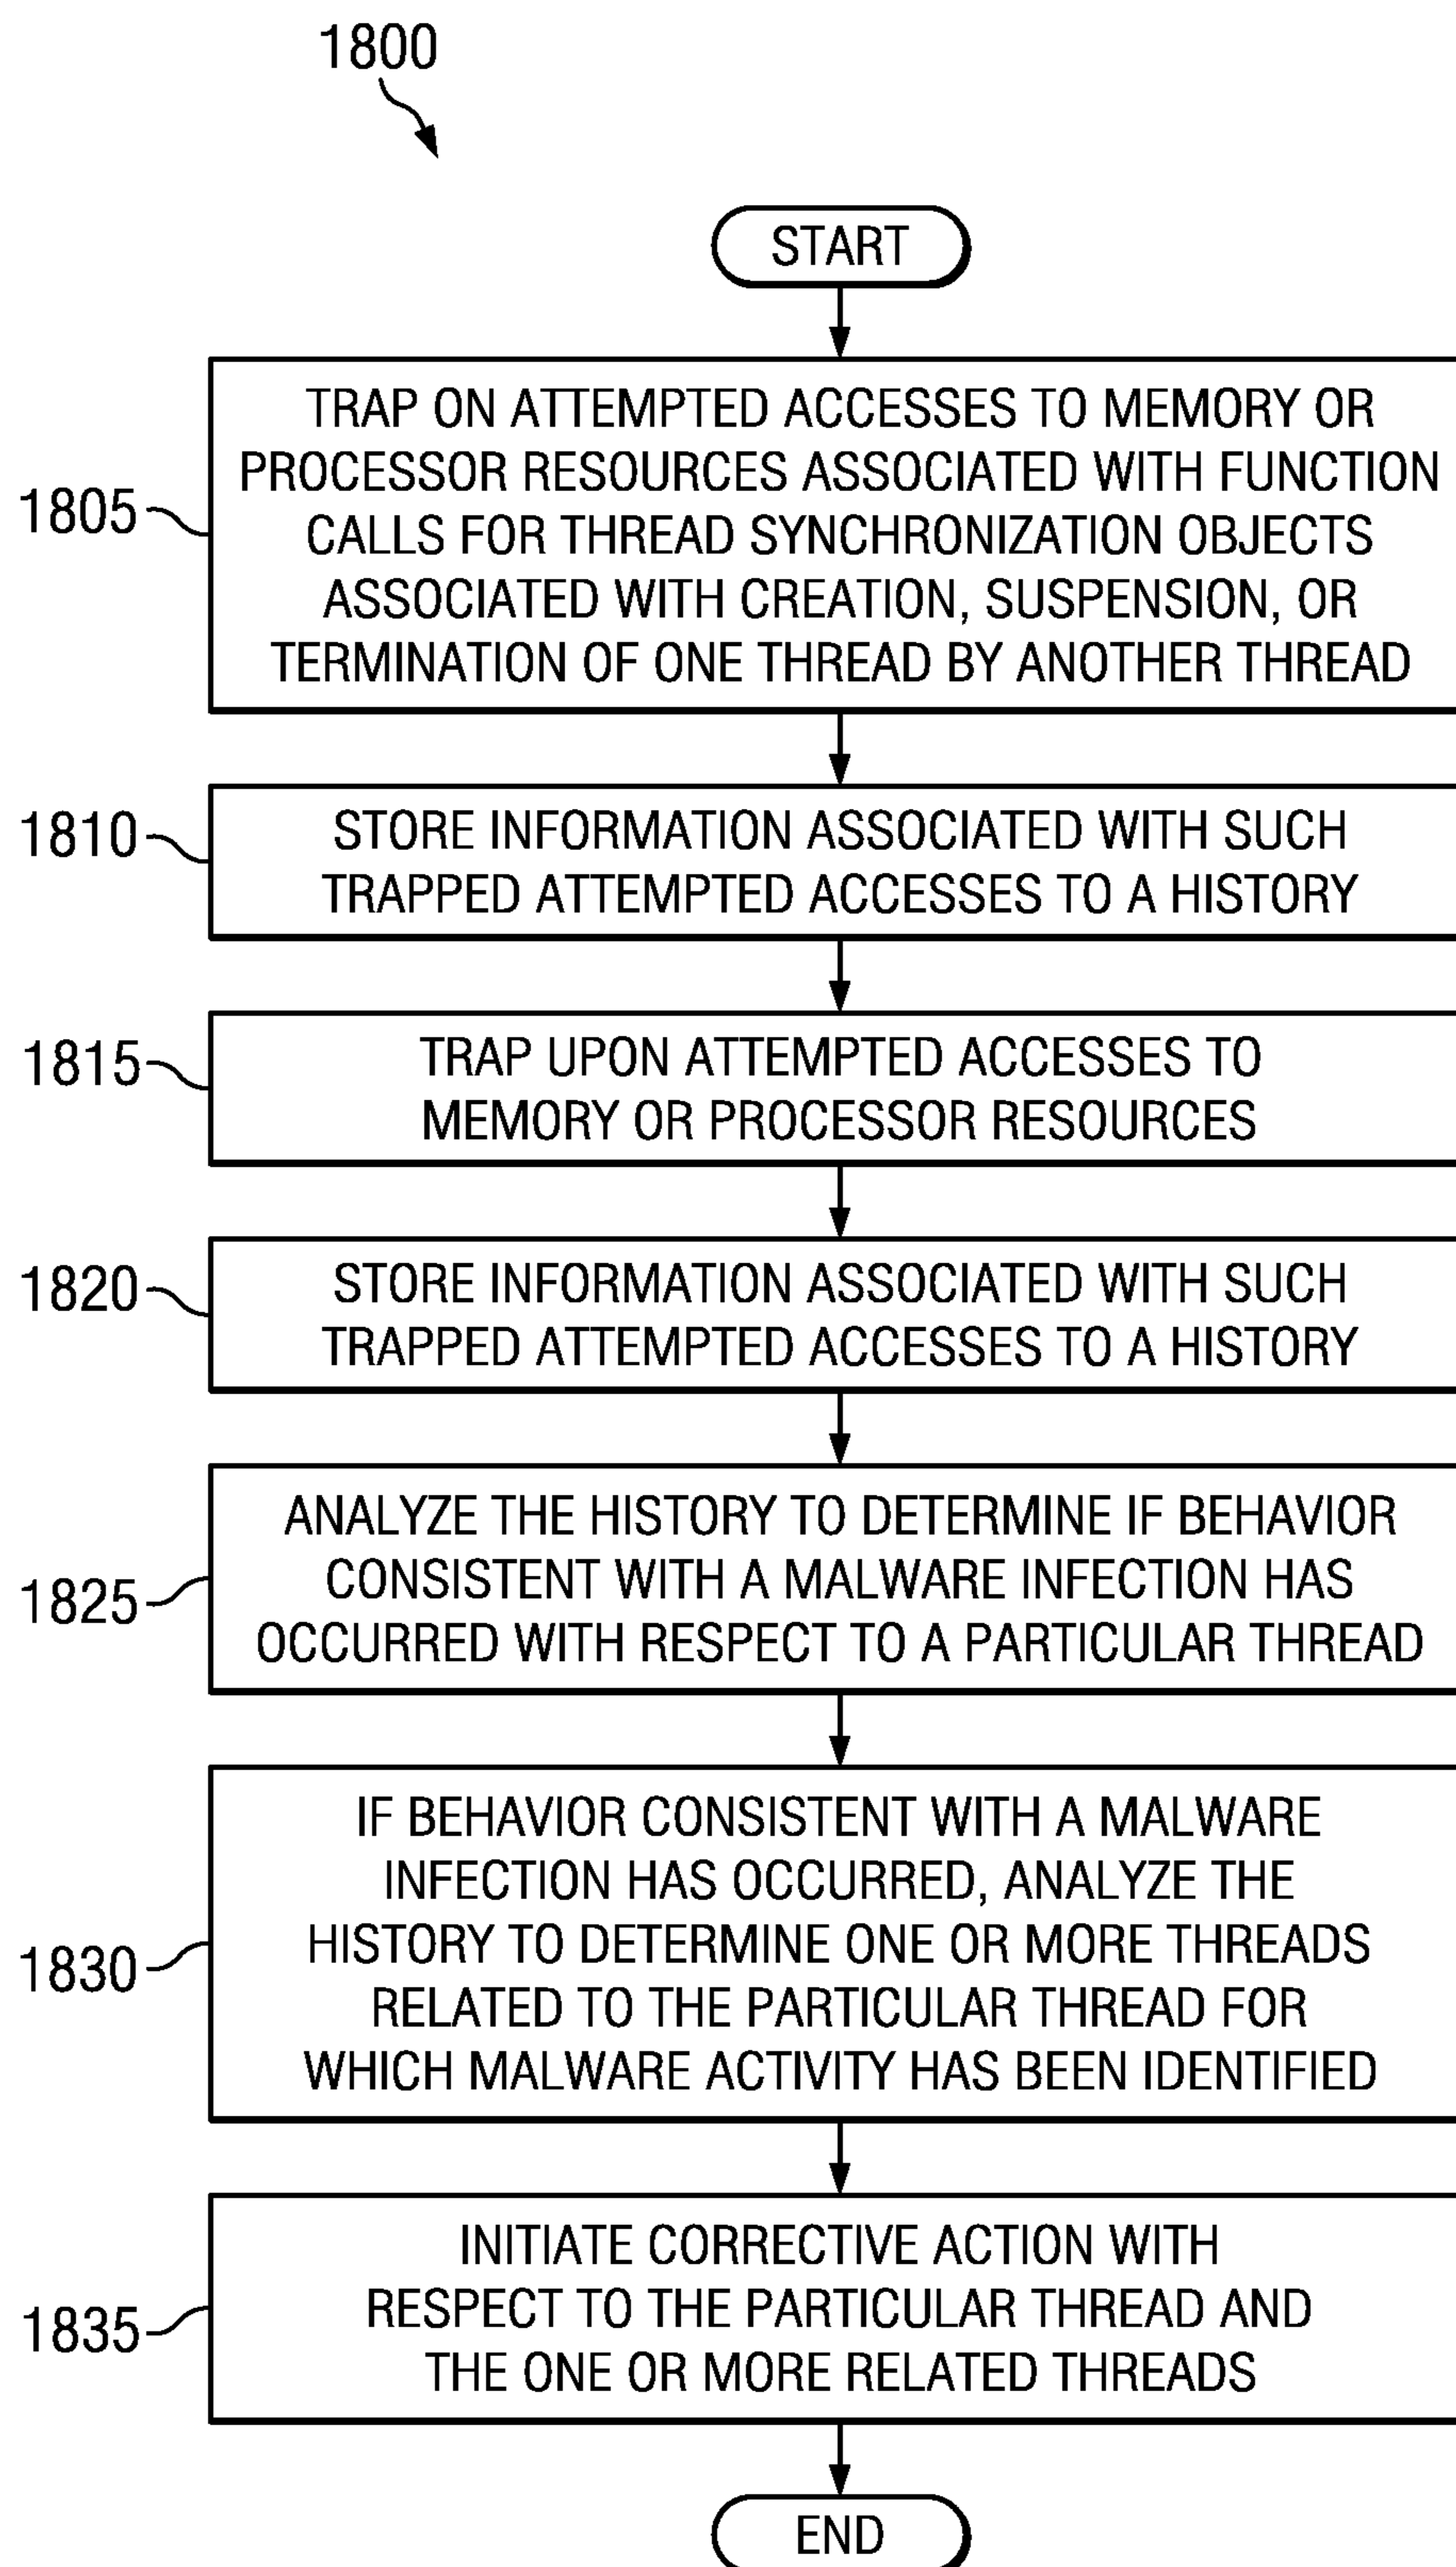 1800
START
1805
TRAP ON ATTEMPTED ACCESSES TO MEMORY OR
PROCESSOR RESOURCES ASSOCIATED WITH FUNCTION
CALLS FOR THREAD SYNCHRONIZATION OBJECTS
ASSOCIATED WITH CREATION, SUSPENSION, OR
TERMINATION OF ONE THREAD BY ANOTHER THREAD
1810
STORE INFORMATION ASSOCIATED WITH SUCH
TRAPPED ATTEMPTED ACCESSES TO A HISTORY
1815
TRAP UPON ATTEMPTED ACCESSES TO
MEMORY OR PROCESSOR RESOURCES
1820
STORE INFORMATION ASSOCIATED WITH SUCH
TRAPPED ATTEMPTED ACCESSES TO A HISTORY
1825
ANALYZE THE HISTORY TO DETERMINE IF BEHAVIOR
CONSISTENT WITH A MALWARE INFECTION HAS
OCCURRED WITH RESPECT TO A PARTICULAR THREAD
1830
IF BEHAVIOR CONSISTENT WITH A MALWARE
INFECTION HAS OCCURRED, ANALYZE THE
HISTORY TO DETERMINE ONE OR MORE THREADS
RELATED TO THE PARTICULAR THREAD FOR
WHICH MALWARE ACTIVITY HAS BEEN IDENTIFIED
1835
INITIATE CORRECTIVE ACTION WITH
RESPECT TO THE PARTICULAR THREAD AND
THE ONE OR MORE RELATED THREADS
END